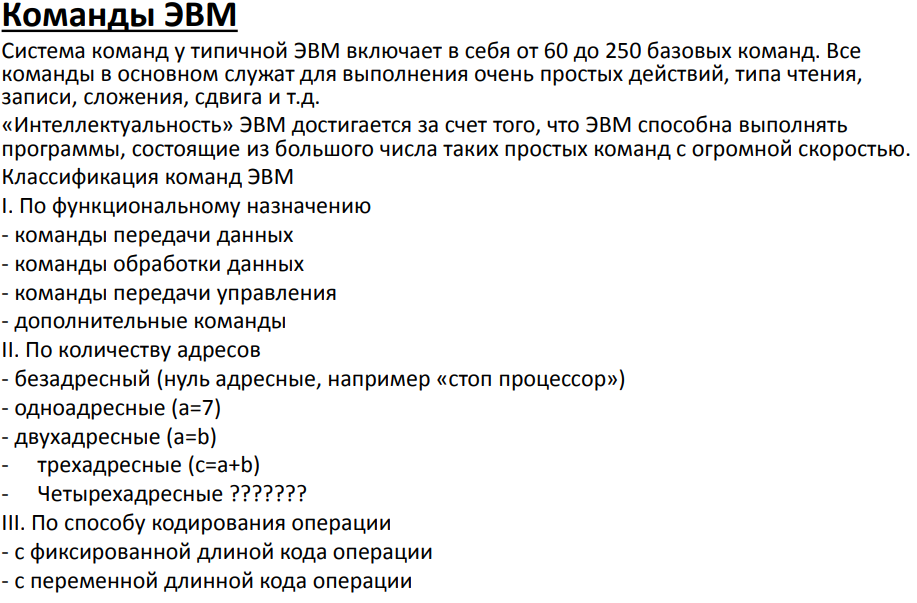 Команды ЭВМ
Система команд у типичной ЭВМ включает в себя от 60 до 250 базовых команд. Все
команды в основном служат для выполнения очень простых действий, типа чтения,
записи, сложения, сдвига и т.д.
«Интеллектуальность» ЭВМ достигается за счет того, что ЭВМ способна выполнять
программы, состоящие из большого числа таких простых команд с огромной скоростью.
Классификация команд ЭВМ
I. По функциональному назначению
- команды передачи данных
- команды обработки данных
- команды передачи управления
- дополнительные команды
II. По количеству адресов
- безадресный (нуль адресные, например «стоп процессор»)
- одноадресные (a=7)
- двухадресные (a=b)
- трехадресные (c=a+b)
- Четырехадресные ???????
III. По способу кодирования операции
- с фиксированной длиной кода операции
- с переменной длинной кода операции